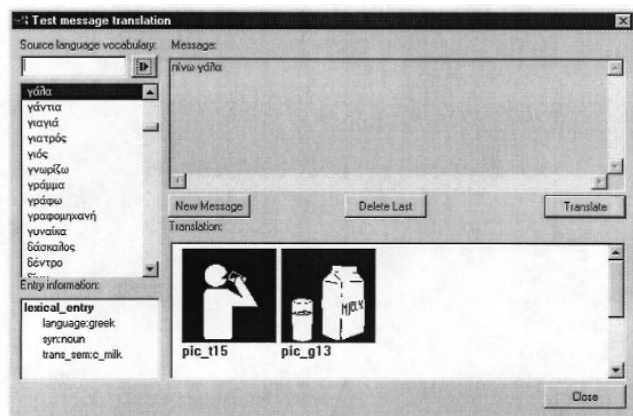 Test message translation
Source language vocabulary:
γάλα
γάντια
γιαγιά
γιατρός
γιός
γνωρίζω
γράμμα
γράφω
γραφομηχανή
γυναίκα
δάσκαλος
δέντρο
Entry information:
lexical_entry
language:greek
syn:noun
trans_sem:c_milk
Message:
πίνω γάλα
New Message
Delete Last
Translate
Translation:
MILK
pic_t15
pic_g13
Close